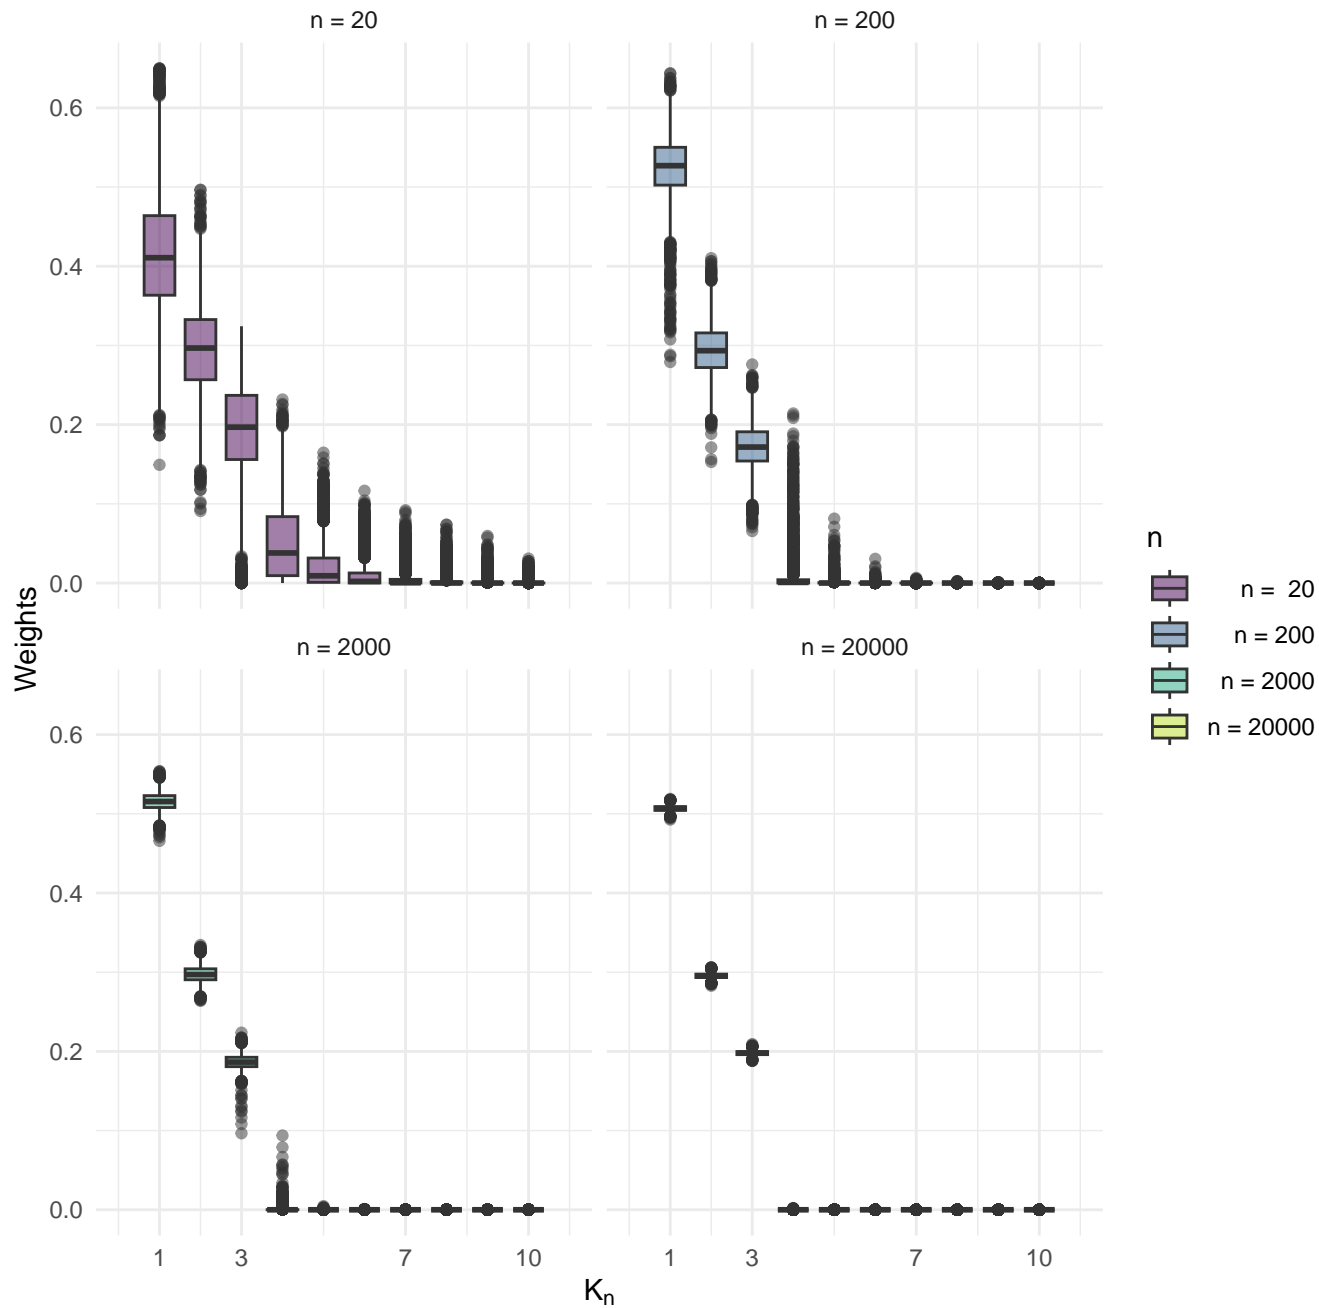 n = 20
n = 200
0.6
0.4
0.2
0.0
n = 2000
n = 20000
0.6
0.4
0.2
0.0
1 3 7 10
1 3 7 10
Weights
Kₙ
n
n = 20
n = 200
n = 2000
n = 20000